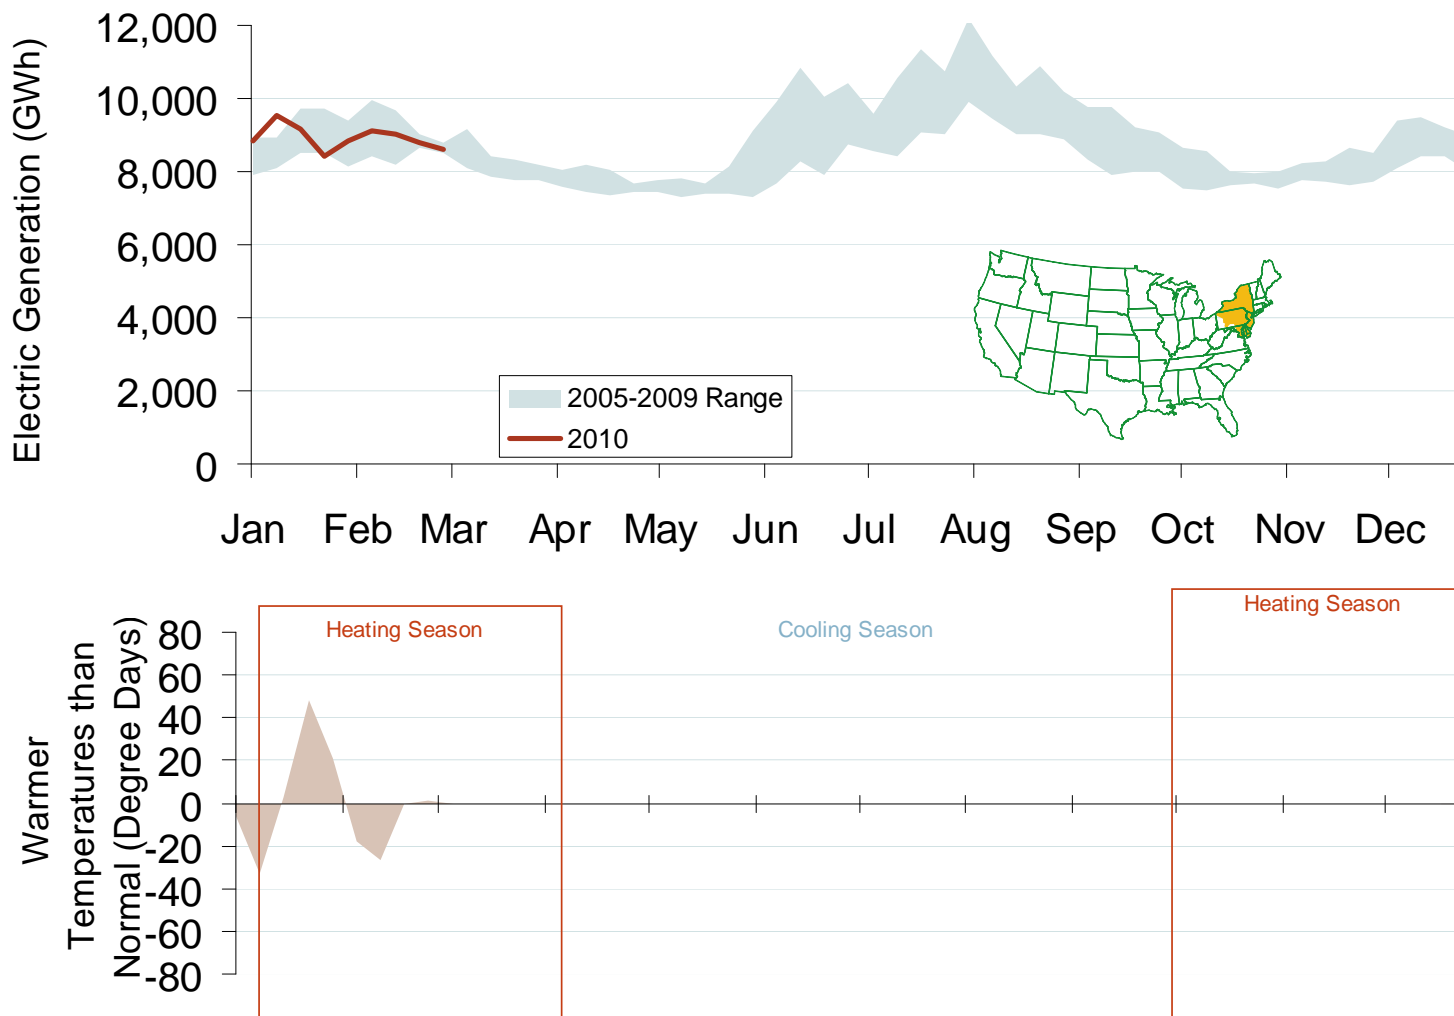 Electric Generation (GWh)
12,000
10,000
8,000
6,000
4,000
2,000
0
2005-2009 Range
2010
Jan Feb Mar Apr May Jun Jul Aug Sep Oct Nov Dec
Warmer
Temperatures than
Normal (Degree Days)
80
60
40
20
0
-20
-40
-60
-80
Heating Season
Cooling Season
Heating Season